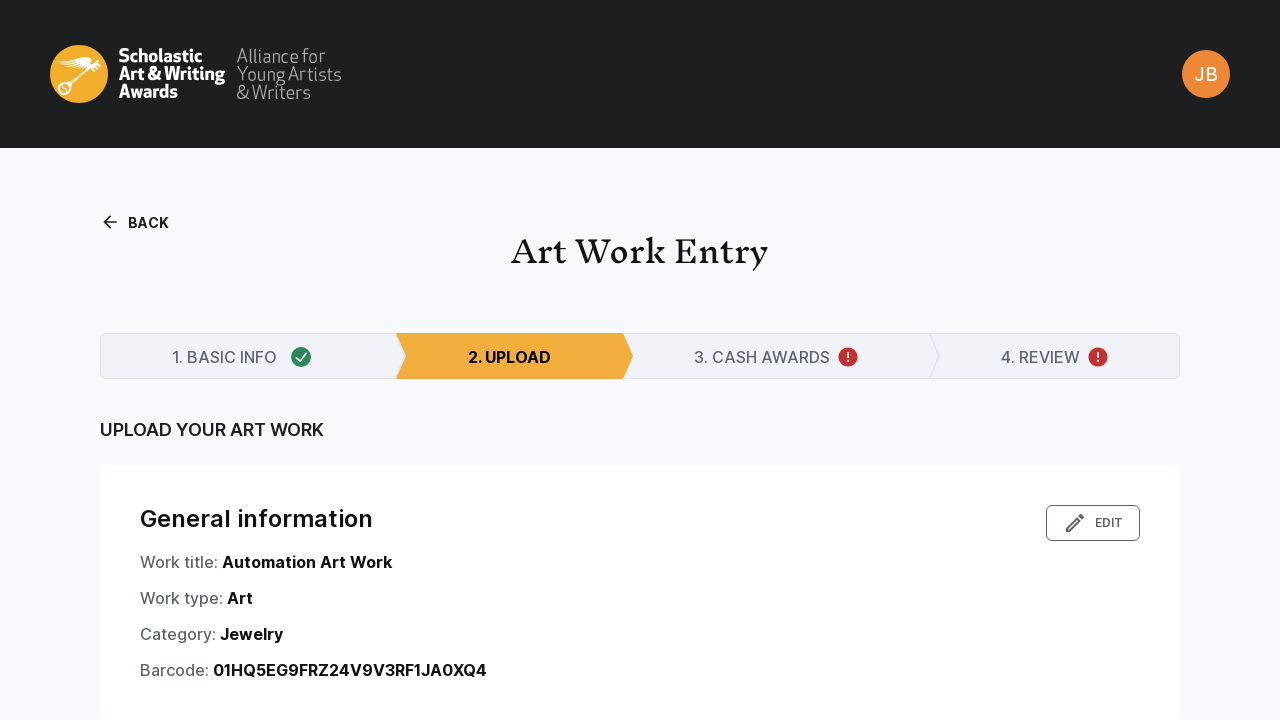 Scholastic
Art & Writing
Awards
Alliance for
Young Artists
& Writers
JB
BACK
Art Work Entry
1. BASIC INFO
2. UPLOAD
3. CASH AWARDS
4. REVIEW
UPLOAD YOUR ART WORK
General information
EDIT
Work title: Automation Art Work
Work type: Art
Category: Jewelry
Barcode: 01HQ5EG9FRZ24V9V3RF1JA0XQ4